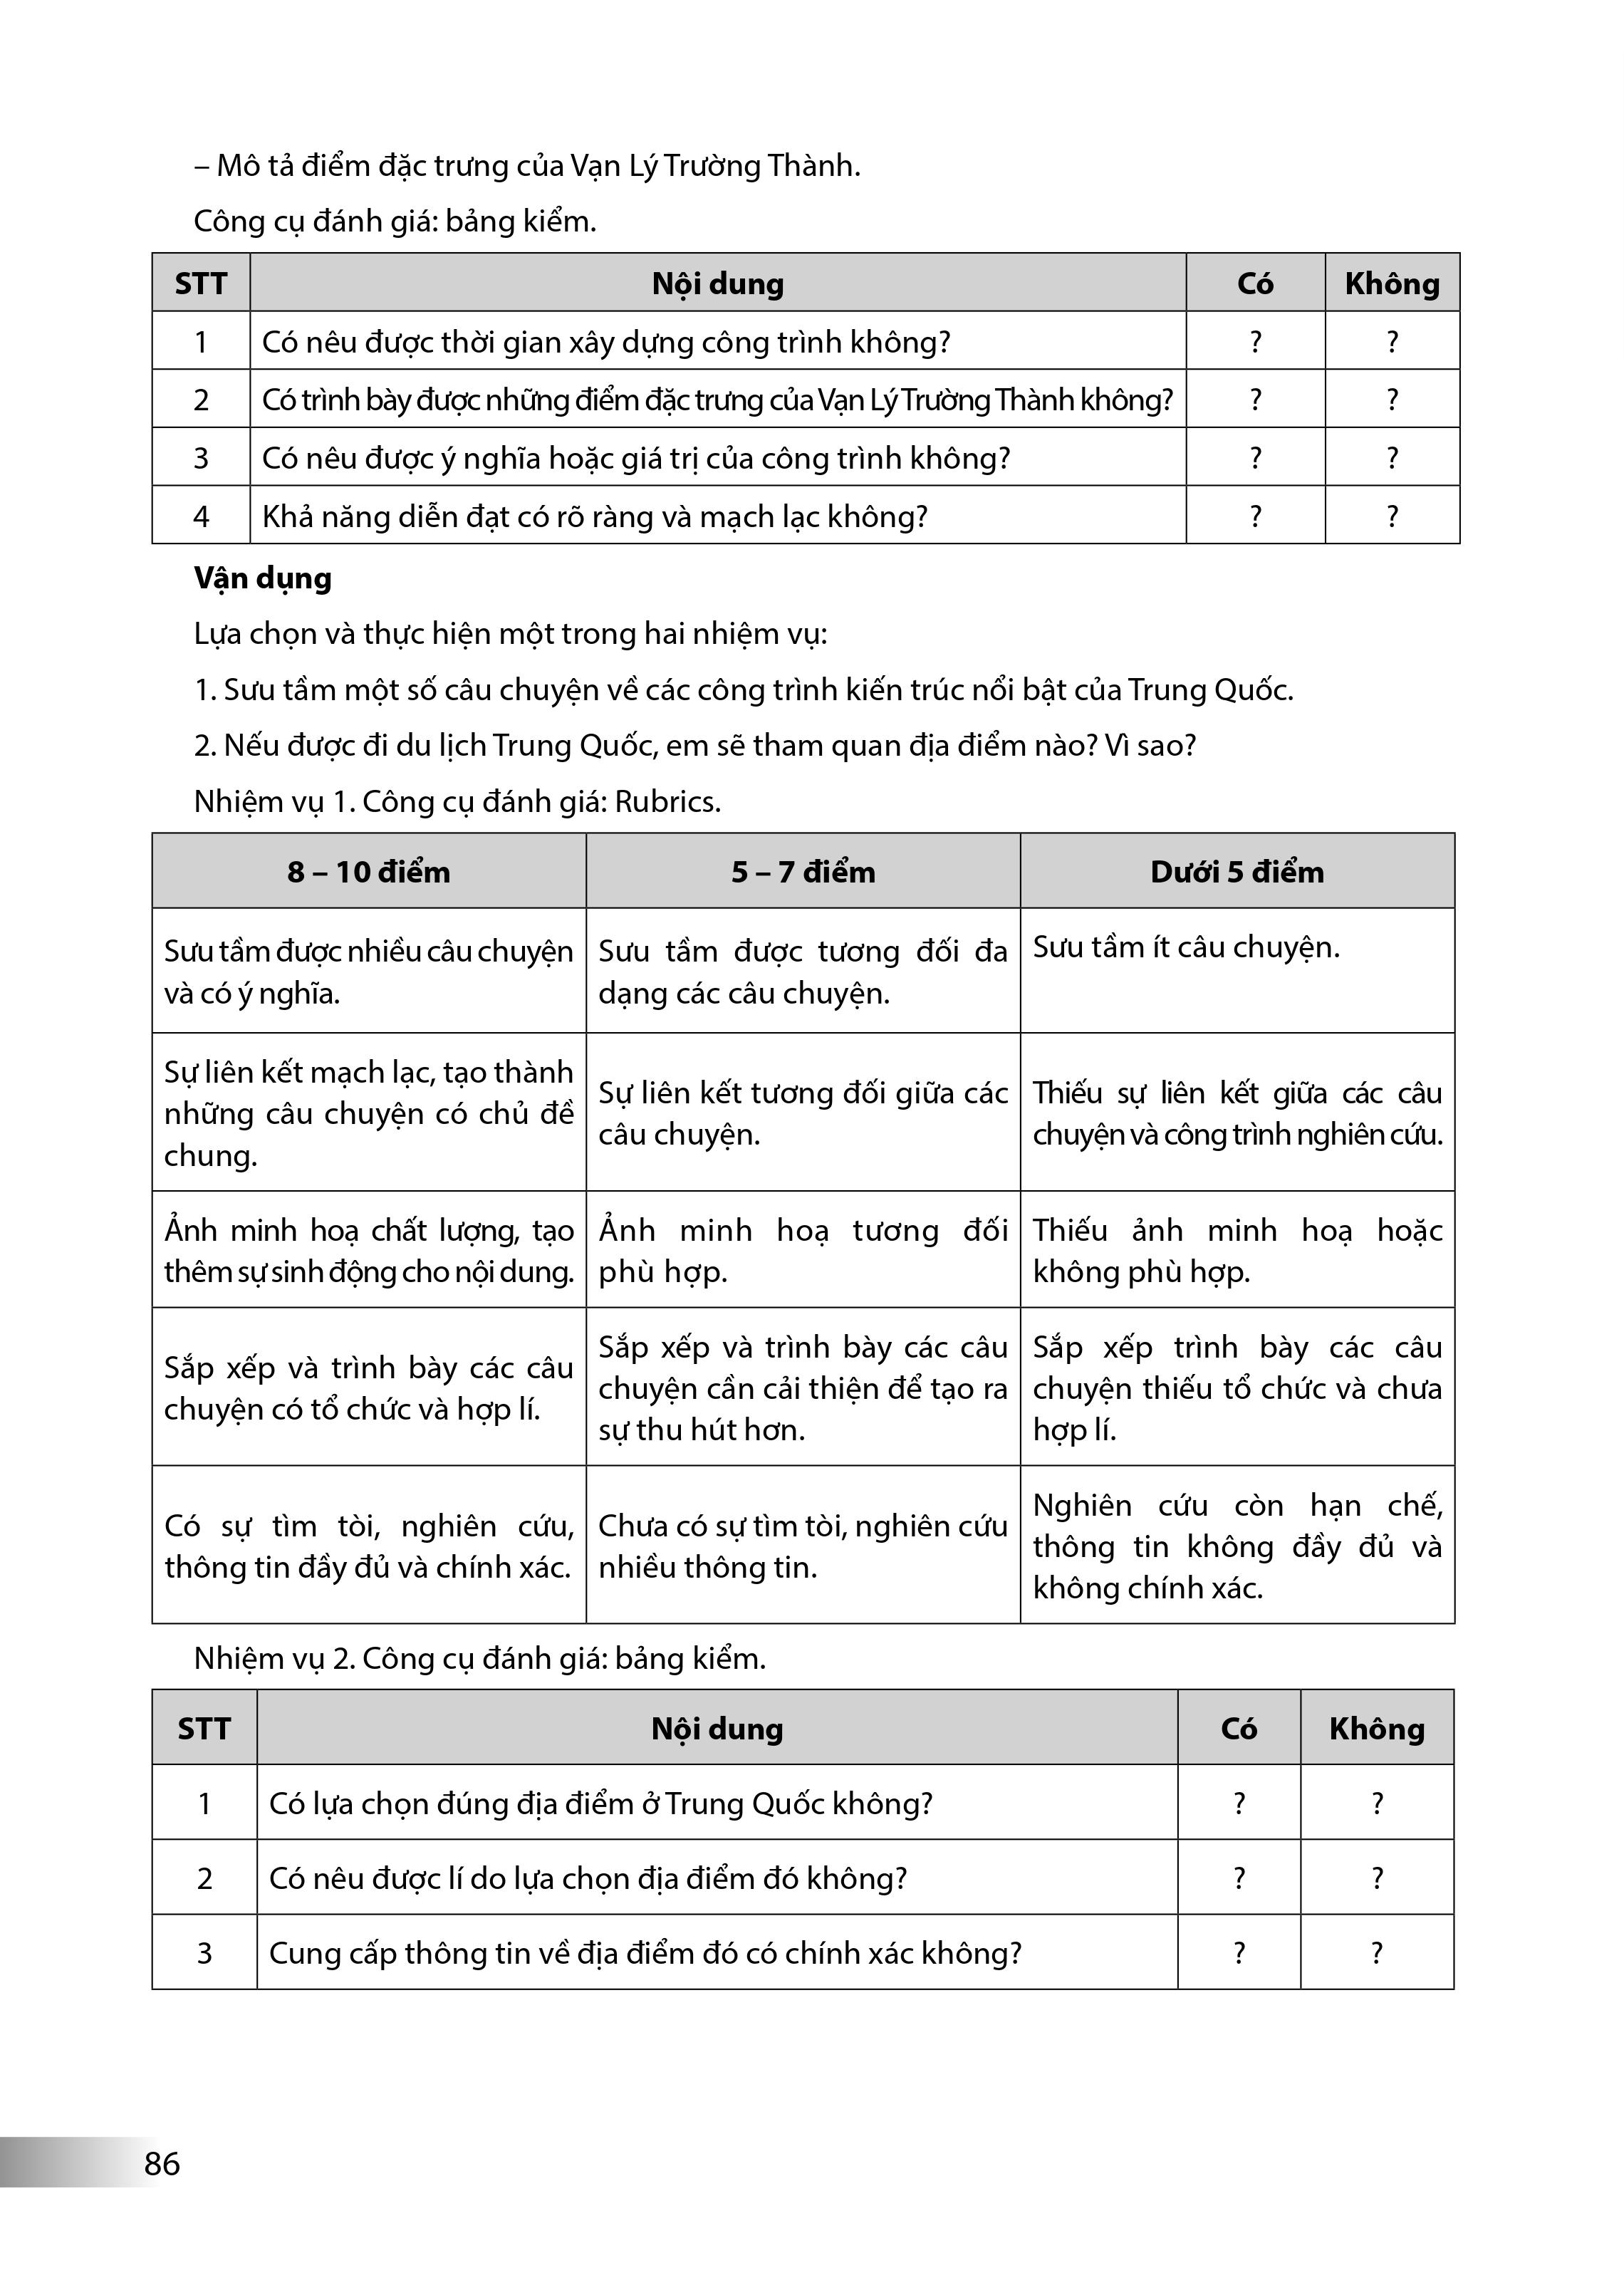 – Mô tả điểm đặc trưng của Vạn Lý Trường Thành.
Công cụ đánh giá: bảng kiểm.
STT Nội dung Có Không
1 Có nêu được thời gian xây dựng công trình không? ? ?
2 Có trình bày được những điểm đặc trưng của Vạn Lý Trường Thành không? ? ?
3 Có nêu được ý nghĩa hoặc giá trị của công trình không? ? ?
4 Khả năng diễn đạt có rõ ràng và mạch lạc không? ? ?
Vận dụng
Lựa chọn và thực hiện một trong hai nhiệm vụ:
1. Sưu tầm một số câu chuyện về các công trình kiến trúc nổi bật của Trung Quốc.
2. Nếu được đi du lịch Trung Quốc, em sẽ tham quan địa điểm nào? Vì sao?
Nhiệm vụ 1. Công cụ đánh giá: Rubrics.
8 – 10 điểm 5 – 7 điểm Dưới 5 điểm
Sưu tầm được nhiều câu chuyện
và có ý nghĩa.
Sưu tầm được tương đối đa
dạng các câu chuyện.
Sưu tầm ít câu chuyện.
Sự liên kết mạch lạc, tạo thành
những câu chuyện có chủ đề
chung.
Sự liên kết tương đối giữa các
câu chuyện.
Thiếu sự liên kết giữa các câu
chuyện và công trình nghiên cứu.
Ảnh minh hoạ chất lượng, tạo
thêm sự sinh động cho nội dung.
Ảnh minh hoạ tương đối
phù hợp.
Thiếu ảnh minh hoạ hoặc
không phù hợp.
Sắp xếp và trình bày các câu
chuyện có tổ chức và hợp lí.
Sắp xếp và trình bày các câu
chuyện cần cải thiện để tạo ra
sự thu hút hơn.
Sắp xếp trình bày các câu
chuyện thiếu tổ chức và chưa
hợp lí.
Có sự tìm tòi, nghiên cứu,
thông tin đầy đủ và chính xác.
Chưa có sự tìm tòi, nghiên cứu
nhiều thông tin.
Nghiên cứu còn hạn chế,
thông tin không đầy đủ và
không chính xác.
Nhiệm vụ 2. Công cụ đánh giá: bảng kiểm.
STT Nội dung Có Không
1 Có lựa chọn đúng địa điểm ở Trung Quốc không? ? ?
2 Có nêu được lí do lựa chọn địa điểm đó không? ? ?
3 Cung cấp thông tin về địa điểm đó có chính xác không? ? ?
86